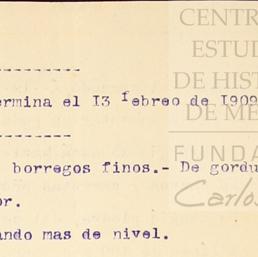 CENTR
ESTUD
DE HIST
DE ME
FUNDA
Carlos
----------
ermina el I3 febreo de I909
----------
borregos finos.- De gordu
or.
ando mas de nivel.